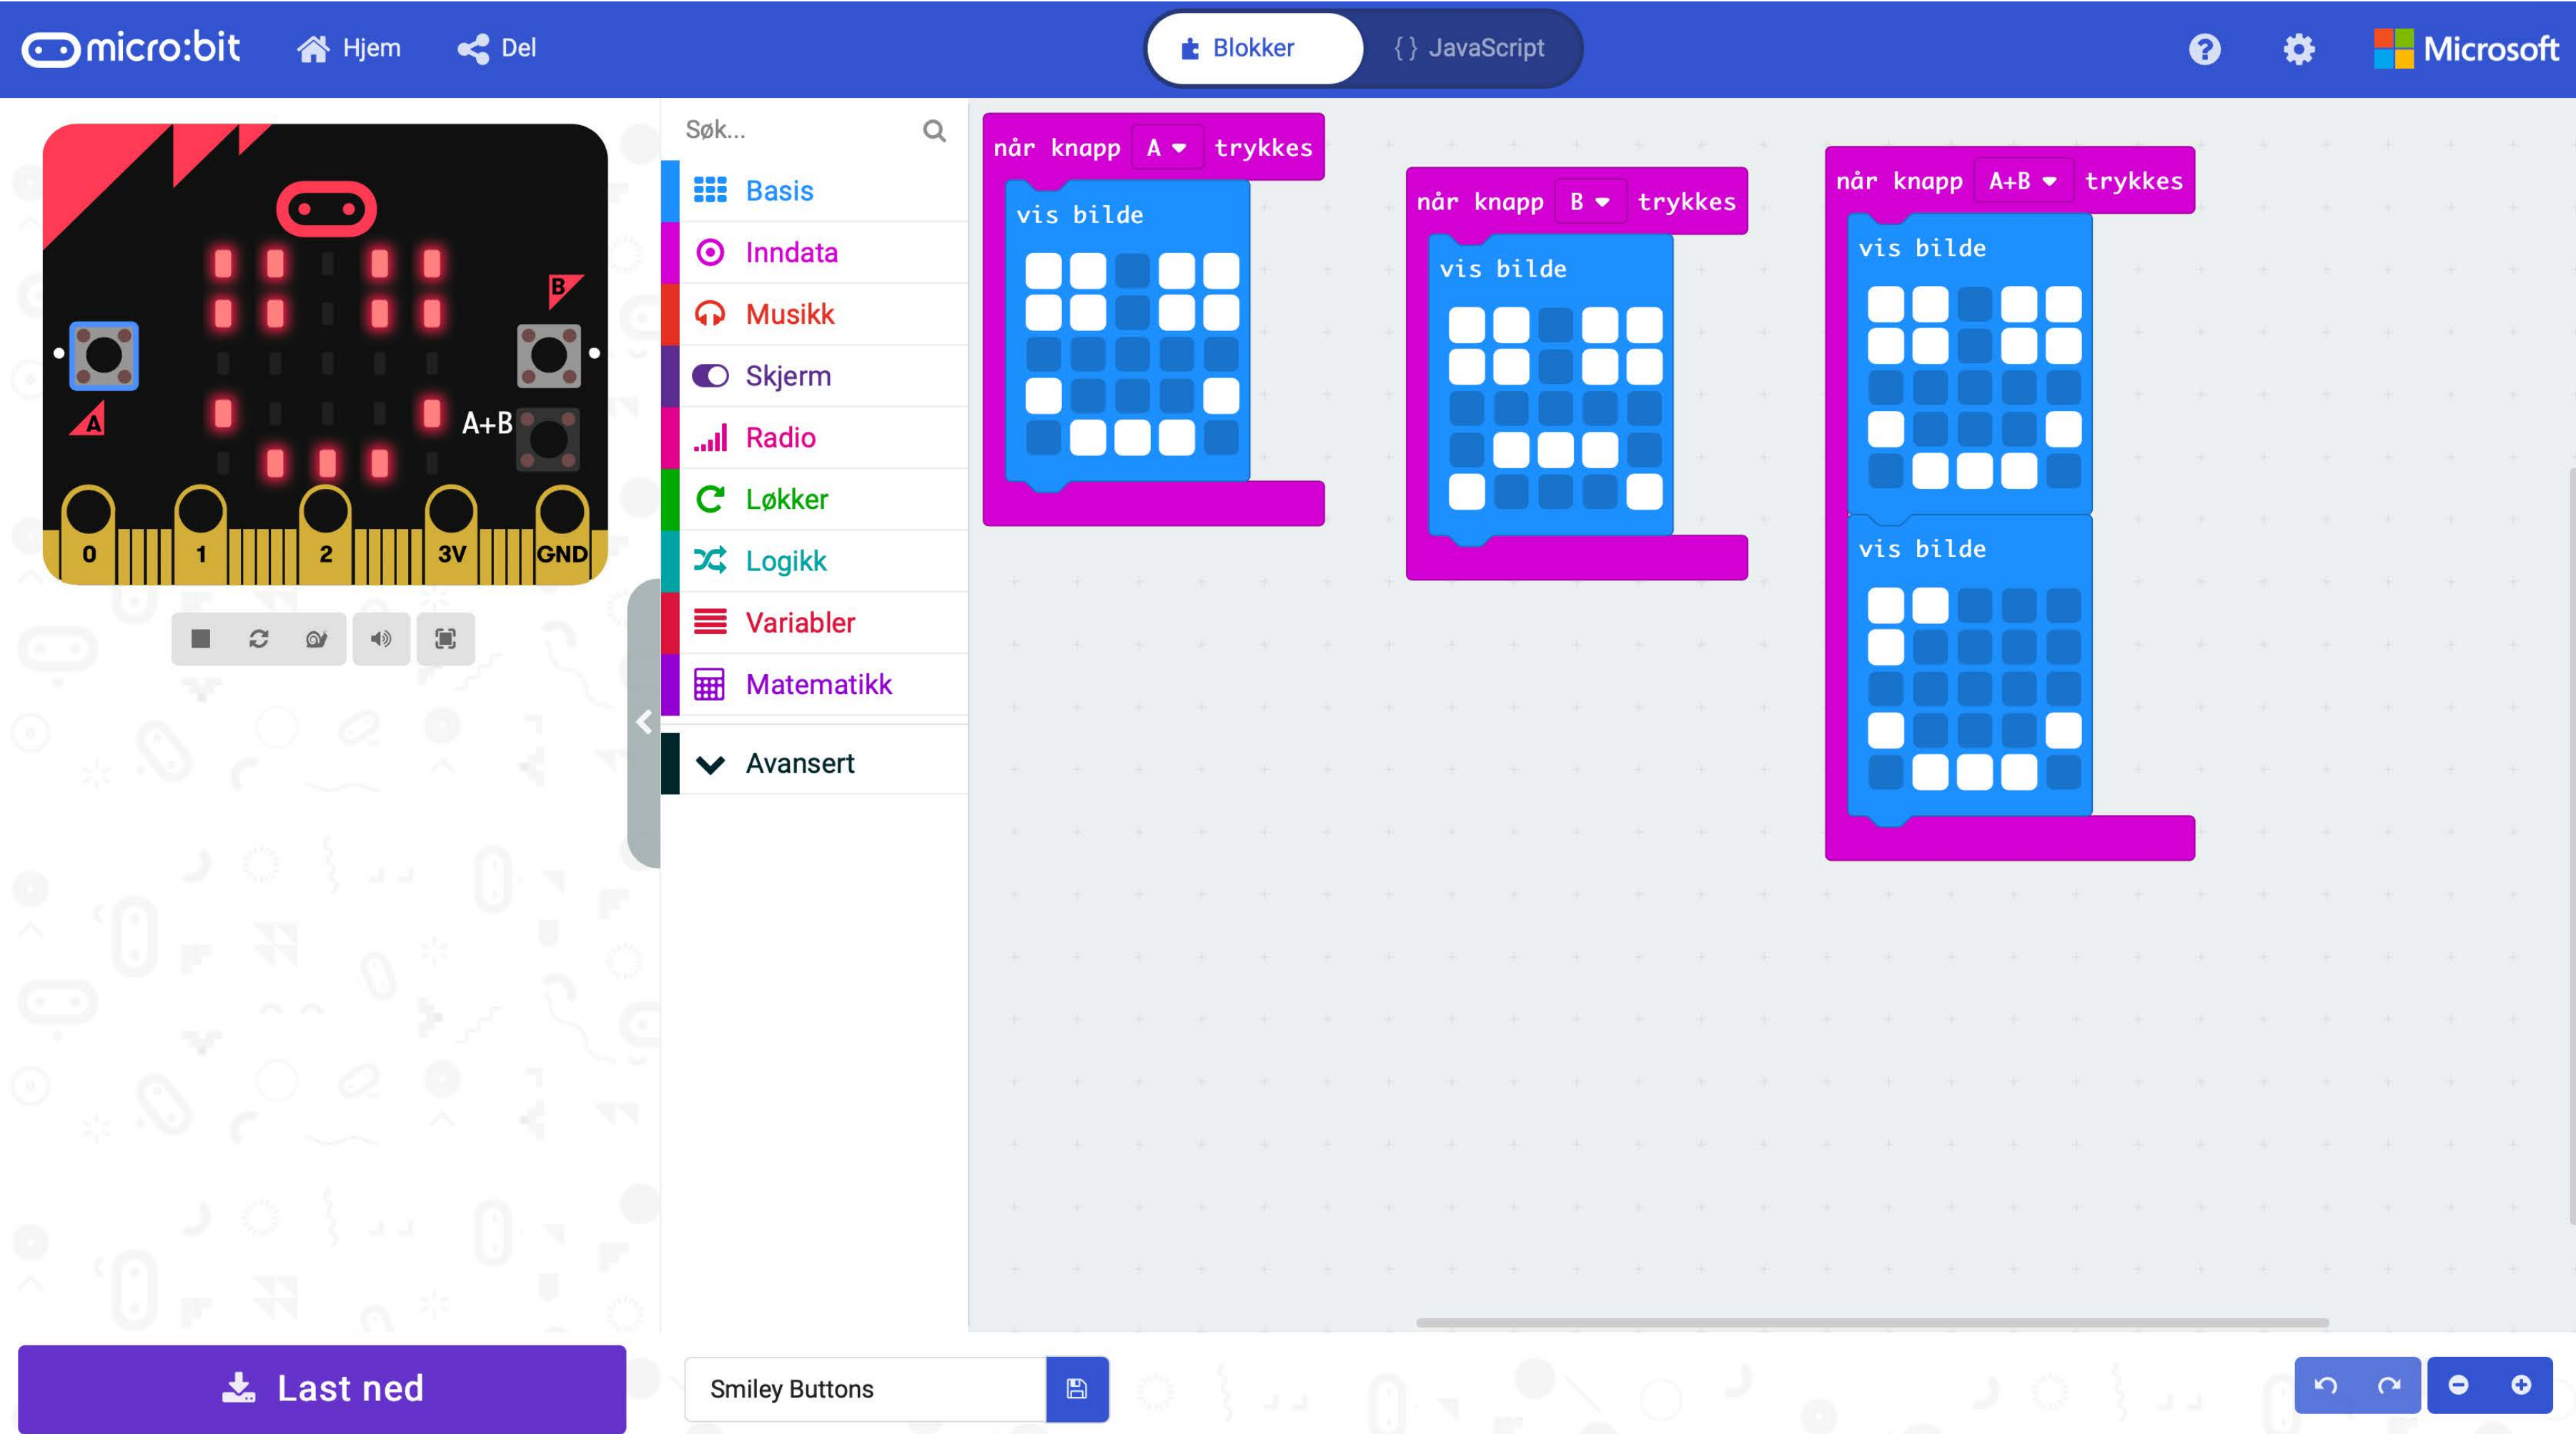 micro:bit
Hjem
Del
Blokker
{ } JavaScript
Microsoft
B
A
A+B
0 1 2 3V GND
Søk...
Basis
Inndata
Musikk
Skjerm
Radio
Løkker
Logikk
Variabler
Matematikk
Avansert
når knapp A trykkes
vis bilde
når knapp B trykkes
vis bilde
når knapp A+B trykkes
vis bilde
vis bilde
Last ned
Smiley Buttons